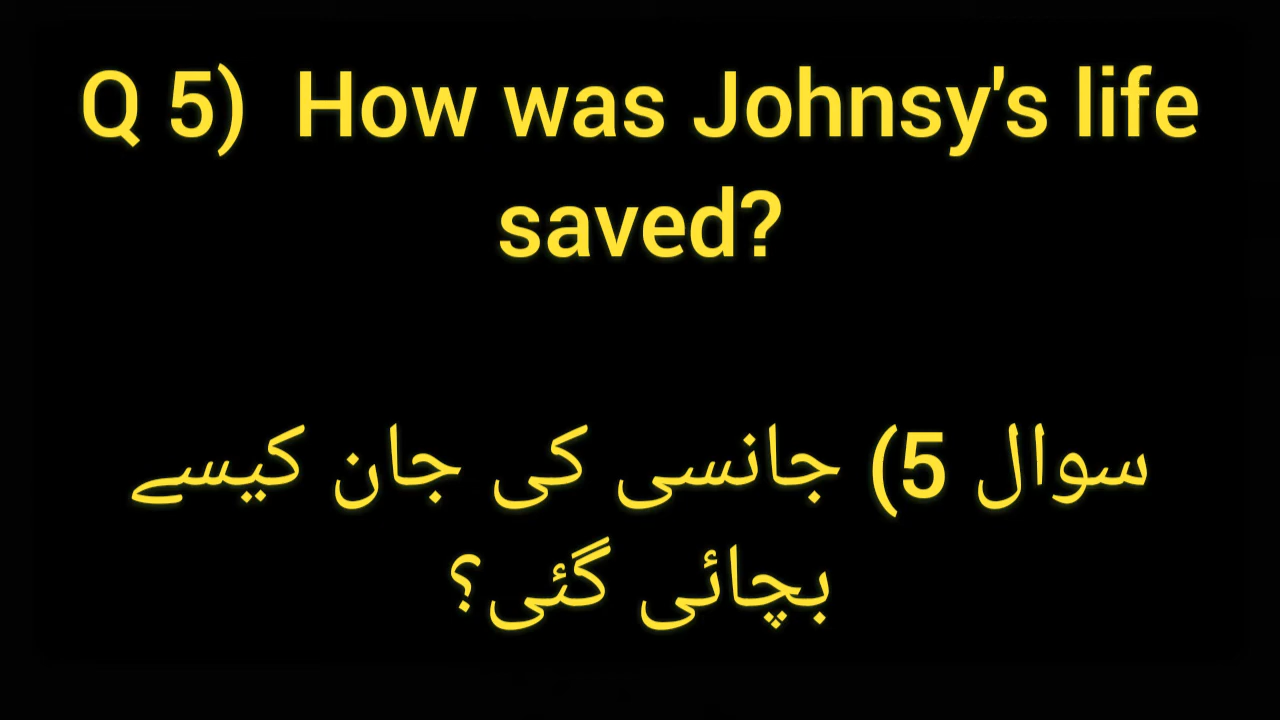 Q 5) How was Johnsy's life
saved?
سوال 5) جانسی کی جان کیسے
بچائی گئی؟